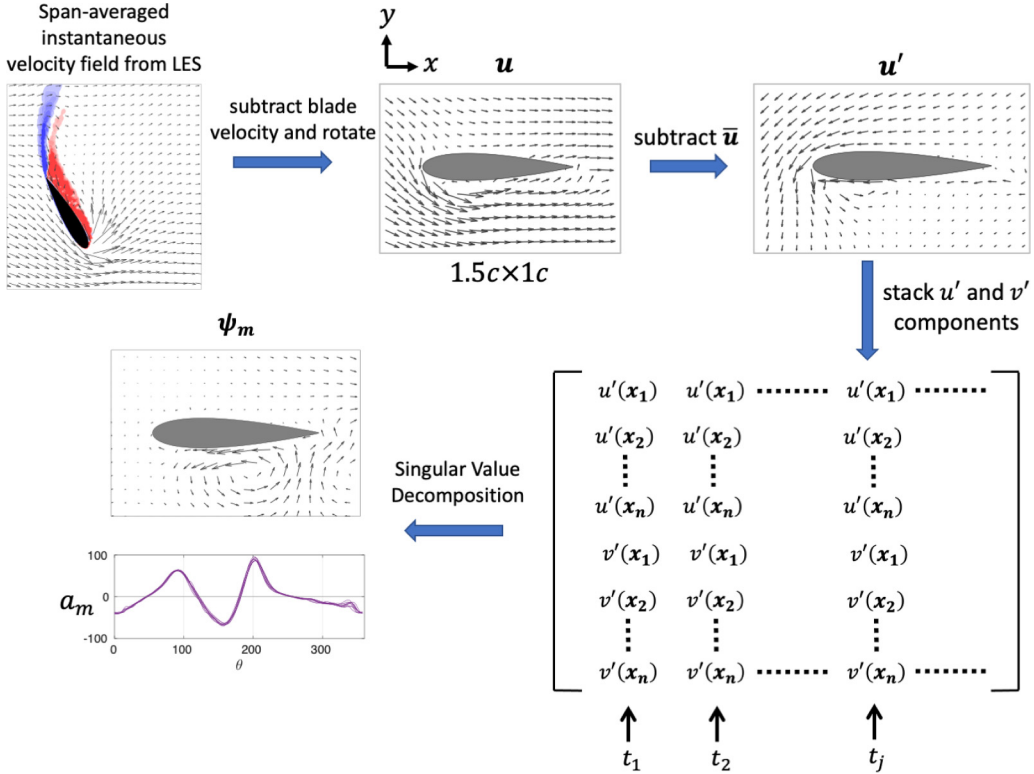 Span-averaged
instantaneous
velocity field from LES
subtract blade
velocity and rotate
y
x
u
1.5c×1c
subtract ū
u′
stack u′ and v′
components
u′(x₁) u′(x₁) u′(x₁)
u′(x₂) u′(x₂) u′(x₂)
u′(xₙ) u′(xₙ) u′(xₙ)
v′(x₁) v′(x₁) v′(x₁)
v′(x₂) v′(x₂) v′(x₂)
v′(xₙ) v′(xₙ) v′(xₙ)
t₁ t₂ tⱼ
Singular Value
Decomposition
ψₘ
aₘ
100
0
-100
0 100 200 300
θ